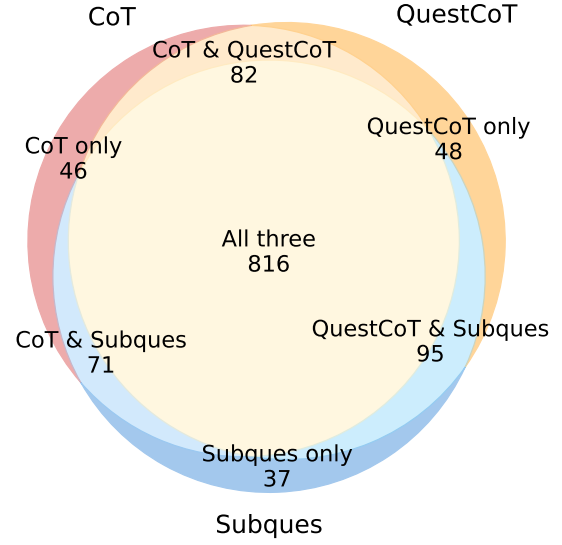 CoT
QuestCoT
CoT & QuestCoT
82
QuestCoT only
48
CoT only
46
All three
816
QuestCoT & Subques
95
CoT & Subques
71
Subques only
37
Subques